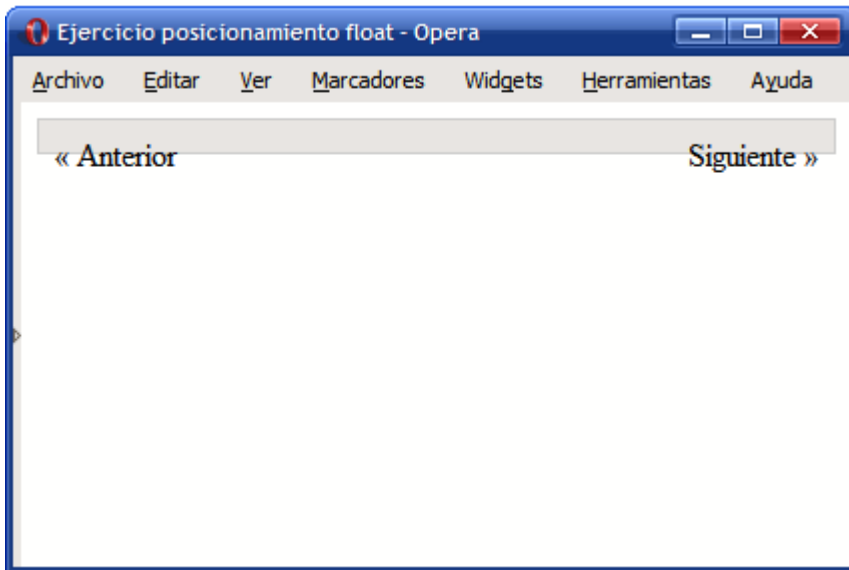 Ejercicio posicionamiento float - Opera
Archivo Editar Ver Marcadores Widgets Herramientas Ayuda
« Anterior Siguiente »